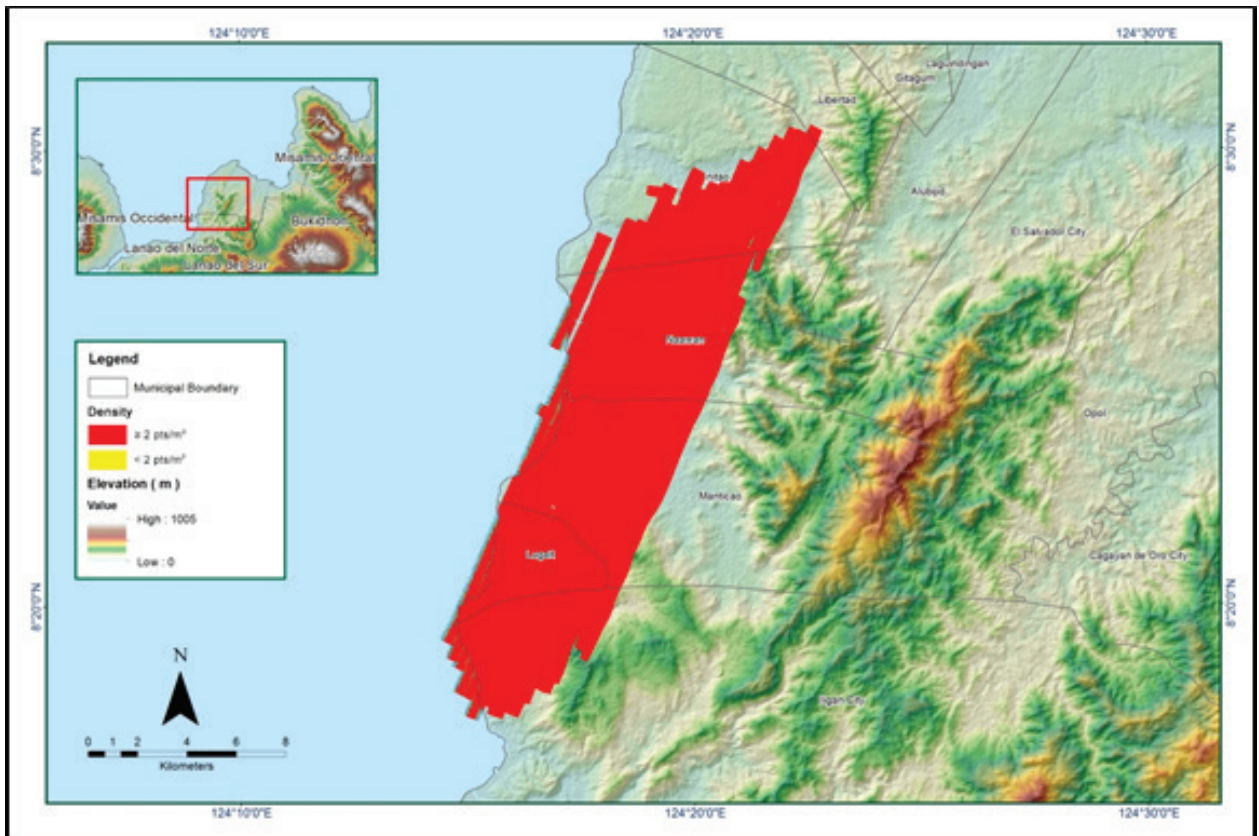 124°10'0"E
124°20'0"E
124°30'0"E
Laguindingan
Gitagum
Libertad
8°30'0"N
8°30'0"N
Misamis Oriental
nitao
Alubijid
Misamis Occidental
Bukidnon
El Salvador City
Lanao del Norte
Lanao del Sur
Naawan
Legend
Municipal Boundary
Density
≥ 2 pts/m²
< 2 pts/m²
Elevation ( m )
Value
High : 1005
Low : 0
Opol
Manticao
Lugait
Cagayan de Oro City
8°20'0"N
8°20'0"N
N
Iligan City
0 1 2 4 6 8
Kilometers
124°10'0"E
124°20'0"E
124°30'0"E